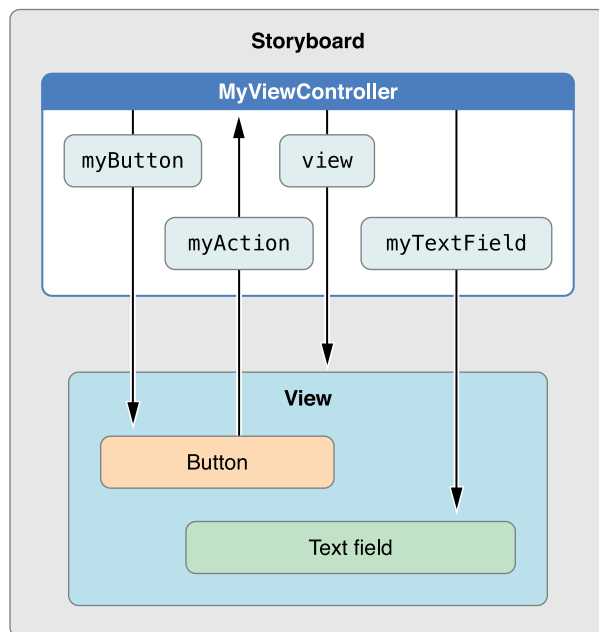 Storyboard
MyViewController
myButton
view
myAction
myTextField
View
Button
Text field